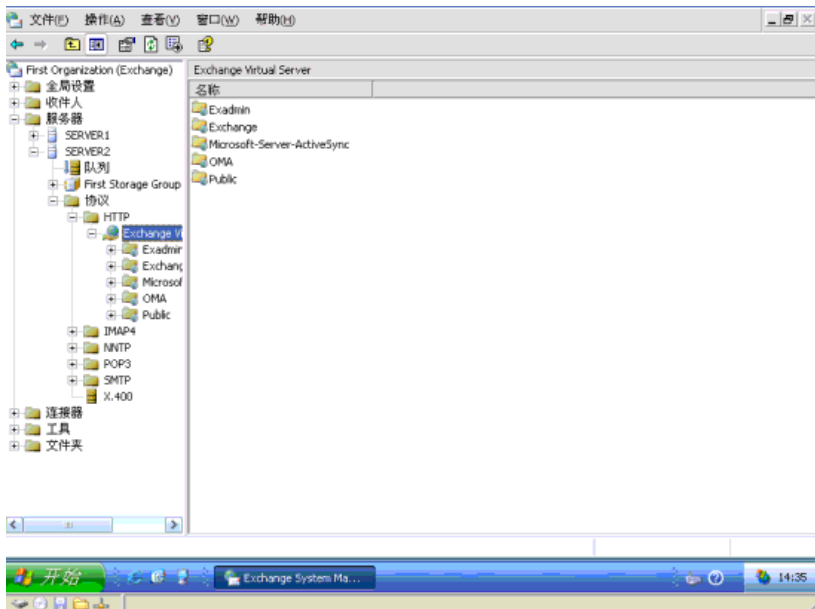 文件(F) 操作(A) 查看(V) 窗口(W) 帮助(H)
First Organization (Exchange)
全局设置
收件人
服务器
SERVER1
SERVER2
队列
First Storage Group
协议
HTTP
Exchange Vi
Exadmin
Exchang
Microsof
OMA
Public
IMAP4
NNTP
POP3
SMTP
X.400
连接器
工具
文件夹
Exchange Virtual Server
名称
Exadmin
Exchange
Microsoft-Server-ActiveSync
OMA
Public
开始 Exchange System Ma... 14:35